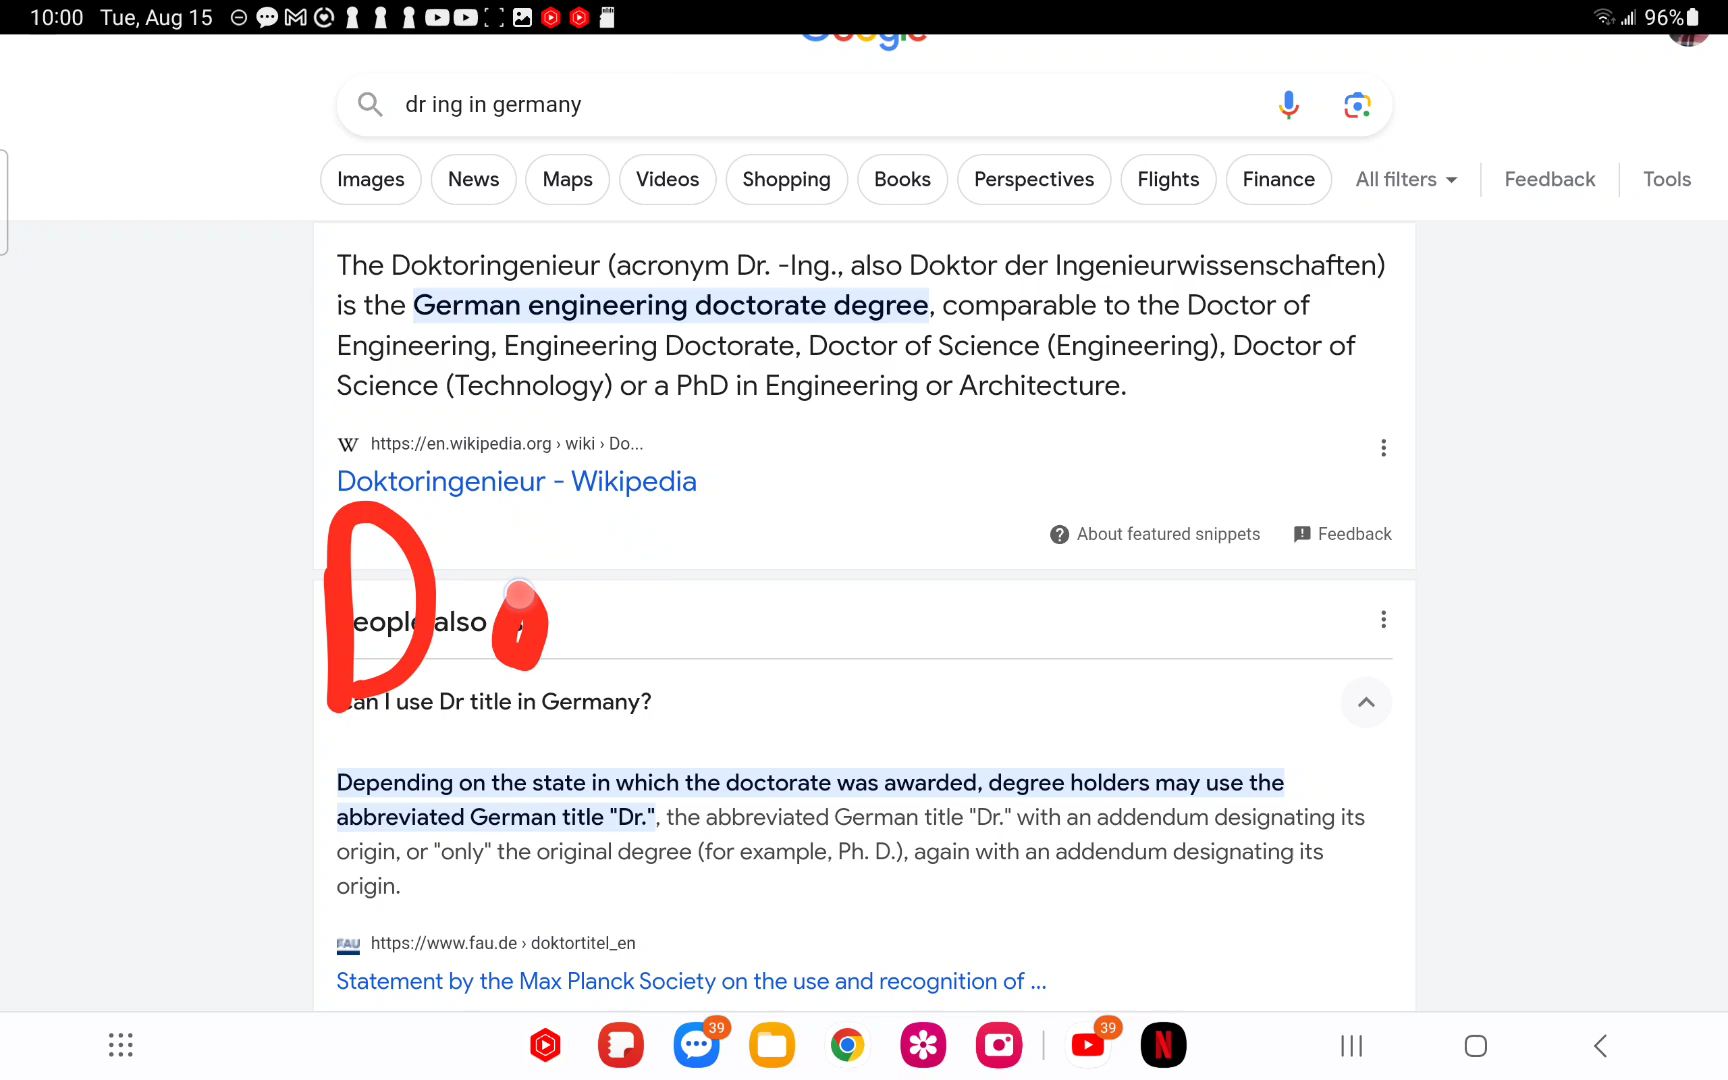 10:00 Tue, Aug 15 96%
Google
dr ing in germany
Images News Maps Videos Shopping Books Perspectives Flights Finance All filters Feedback Tools
The Doktoringenieur (acronym Dr. -Ing., also Doktor der Ingenieurwissenschaften)
is the German engineering doctorate degree, comparable to the Doctor of
Engineering, Engineering Doctorate, Doctor of Science (Engineering), Doctor of
Science (Technology) or a PhD in Engineering or Architecture.
W https://en.wikipedia.org › wiki › Do...
Doktoringenieur - Wikipedia
About featured snippets Feedback
D
also
Can I use Dr title in Germany?
Depending on the state in which the doctorate was awarded, degree holders may use the
abbreviated German title "Dr.", the abbreviated German title "Dr." with an addendum designating its
origin, or "only" the original degree (for example, Ph. D.), again with an addendum designating its
origin.
FAU https://www.fau.de › doktortitel_en
Statement by the Max Planck Society on the use and recognition of ...
39 39
N